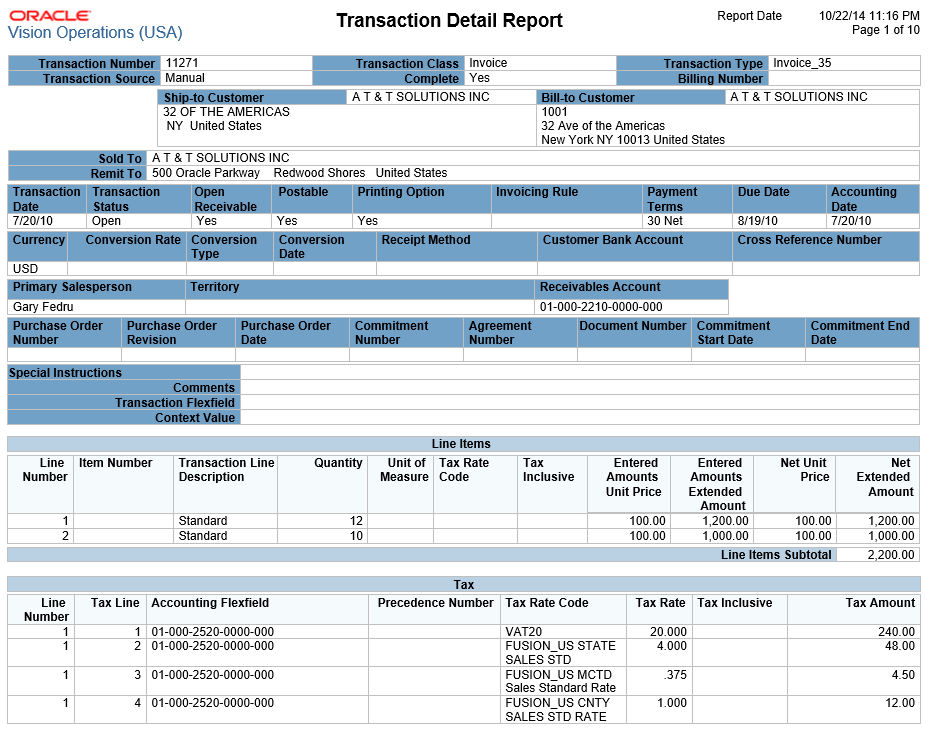 ORACLE
Vision Operations (USA)
Transaction Detail Report
Report Date 10/22/14 11:16 PM
Page 1 of 10
Transaction Number 11271 Transaction Class Invoice Transaction Type Invoice_35
Transaction Source Manual Complete Yes Billing Number
Ship-to Customer A T & T SOLUTIONS INC Bill-to Customer A T & T SOLUTIONS INC
32 OF THE AMERICAS 1001
NY United States 32 Ave of the Americas
New York NY 10013 United States
Sold To A T & T SOLUTIONS INC
Remit To 500 Oracle Parkway Redwood Shores United States
Transaction Date Transaction Status Open Receivable Postable Printing Option Invoicing Rule Payment Terms Due Date Accounting Date
7/20/10 Open Yes Yes Yes 30 Net 8/19/10 7/20/10
Currency Conversion Rate Conversion Type Conversion Date Receipt Method Customer Bank Account Cross Reference Number
USD
Primary Salesperson Territory Receivables Account
Gary Fedru 01-000-2210-0000-000
Purchase Order Number Purchase Order Revision Purchase Order Date Commitment Number Agreement Number Document Number Commitment Start Date Commitment End Date
Special Instructions
Comments
Transaction Flexfield
Context Value
Line Items
Line Number Item Number Transaction Line Description Quantity Unit of Measure Tax Rate Code Tax Inclusive Entered Amounts Unit Price Entered Amounts Extended Amount Net Unit Price Net Extended Amount
1 Standard 12 100.00 1,200.00 100.00 1,200.00
2 Standard 10 100.00 1,000.00 100.00 1,000.00
Line Items Subtotal 2,200.00
Tax
Line Number Tax Line Accounting Flexfield Precedence Number Tax Rate Code Tax Rate Tax Inclusive Tax Amount
1 1 01-000-2520-0000-000 VAT20 20.000 240.00
1 2 01-000-2520-0000-000 FUSION_US STATE SALES STD 4.000 48.00
1 3 01-000-2520-0000-000 FUSION_US MCTD Sales Standard Rate .375 4.50
1 4 01-000-2520-0000-000 FUSION_US CNTY SALES STD RATE 1.000 12.00